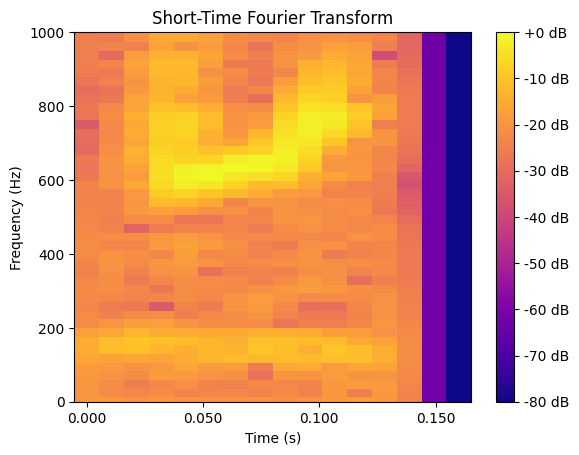 Short-Time Fourier Transform
1000
800
600
400
200
0
Frequency (Hz)
0.000
0.050
0.100
0.150
Time (s)
+0 dB
-10 dB
-20 dB
-30 dB
-40 dB
-50 dB
-60 dB
-70 dB
-80 dB